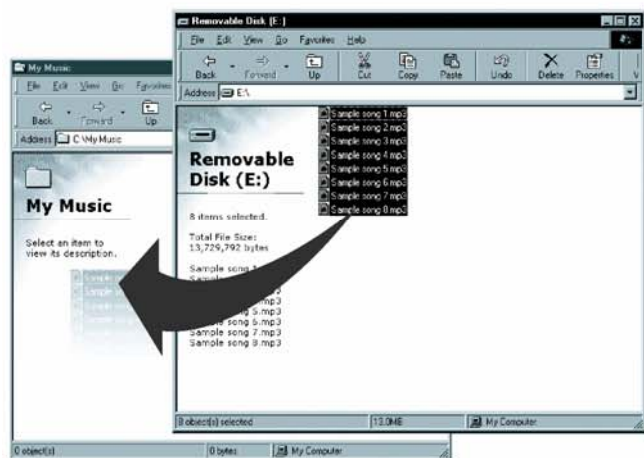 My Music
File Edit View Go Favorites
Back Forward Up
Address C:\My Music
My Music
Select an item to
view its description.
0 object(s) 0 bytes My Computer
Removable Disk (E:)
File Edit View Go Favorites Help
Back Forward Up Cut Copy Paste Undo Delete Properties V
Address E:\
Removable
Disk (E:)
8 items selected.
Total File Size:
13,729,792 bytes
Sample song
Sample
.mp3
song 5.mp3
Sample song 6.mp3
Sample song 7.mp3
Sample song 8.mp3
Sample song 1.mp3
Sample song 2.mp3
Sample song 3.mp3
Sample song 4.mp3
Sample song 5.mp3
Sample song 6.mp3
Sample song 7.mp3
Sample song 8.mp3
8 object(s) selected 13.0MB My Computer